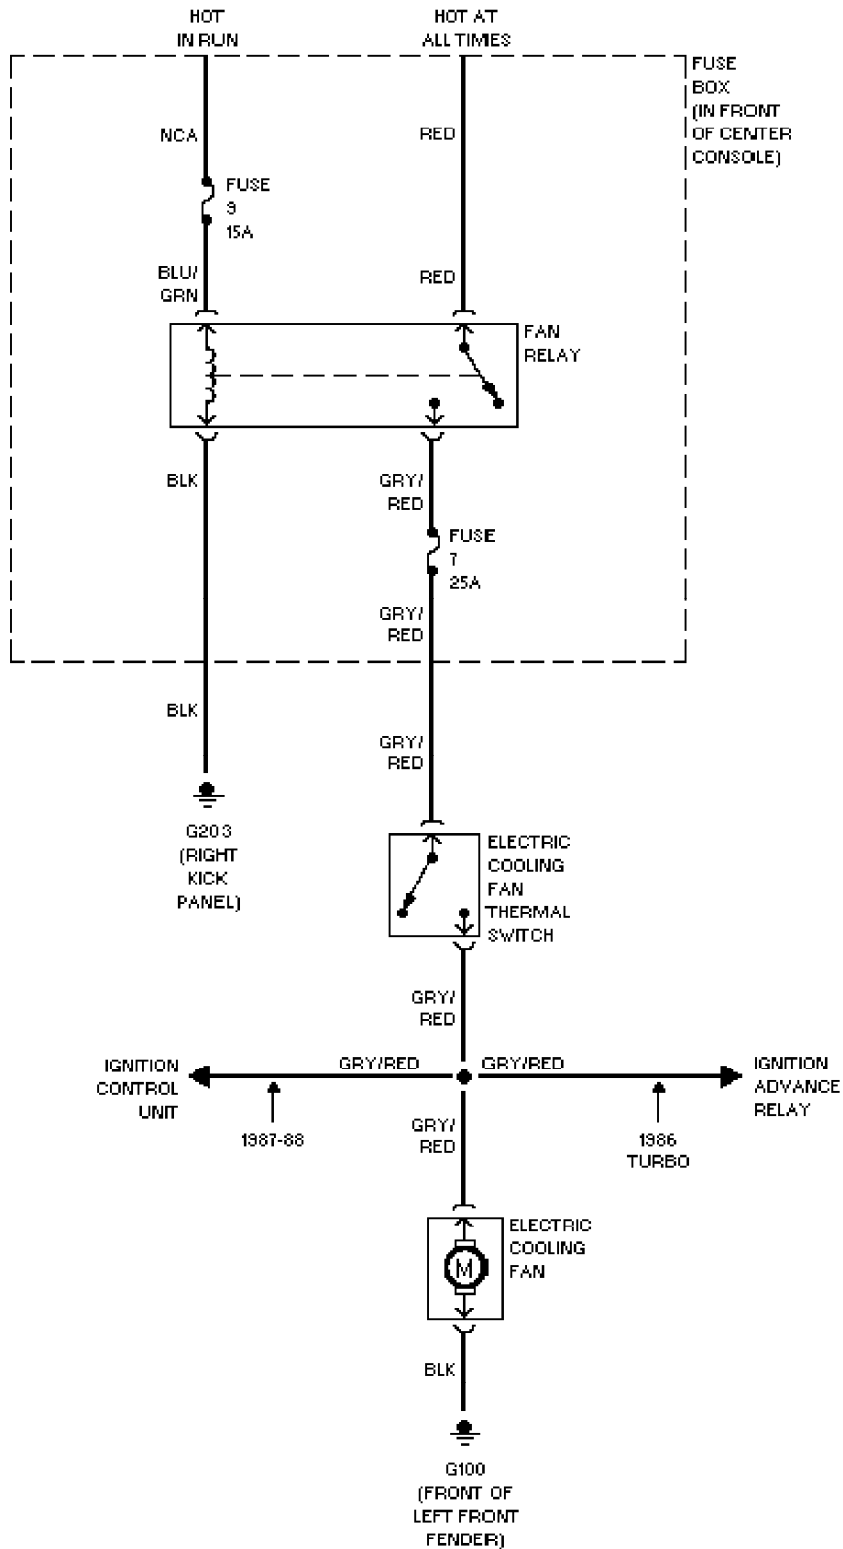 HOT
IN RUN
HOT AT
ALL TIMES
FUSE
BOX
(IN FRONT
OF CENTER
CONSOLE)
NCA
RED
FUSE
9
15A
BLU/
GRN
RED
FAN
RELAY
BLK
GRY/
RED
FUSE
7
25A
GRY/
RED
BLK
GRY/
RED
G203
(RIGHT
KICK
PANEL)
ELECTRIC
COOLING
FAN
THERMAL
SWITCH
GRY/
RED
IGNITION
CONTROL
UNIT
GRY/RED
GRY/RED
IGNITION
ADVANCE
RELAY
1987-88
GRY/
RED
1986
TURBO
ELECTRIC
COOLING
FAN
M
BLK
G100
(FRONT OF
LEFT FRONT
FENDER)